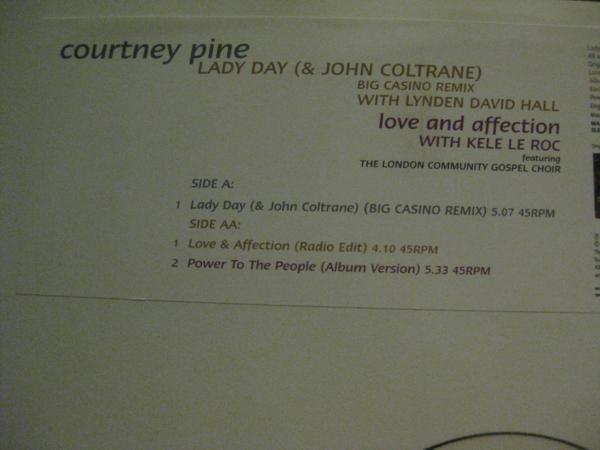 courtney pine
LADY DAY (& JOHN COLTRANE)
BIG CASINO REMIX
WITH LYNDEN DAVID HALL
love and affection
WITH KELE LE ROC
featuring
THE LONDON COMMUNITY GOSPEL CHOIR
SIDE A:
1 Lady Day (& John Coltrane) (BIG CASINO REMIX) 5.07 45RPM
SIDE AA:
1 Love & Affection (Radio Edit) 4.10 45RPM
2 Power To The People (Album Version) 5.33 45RPM